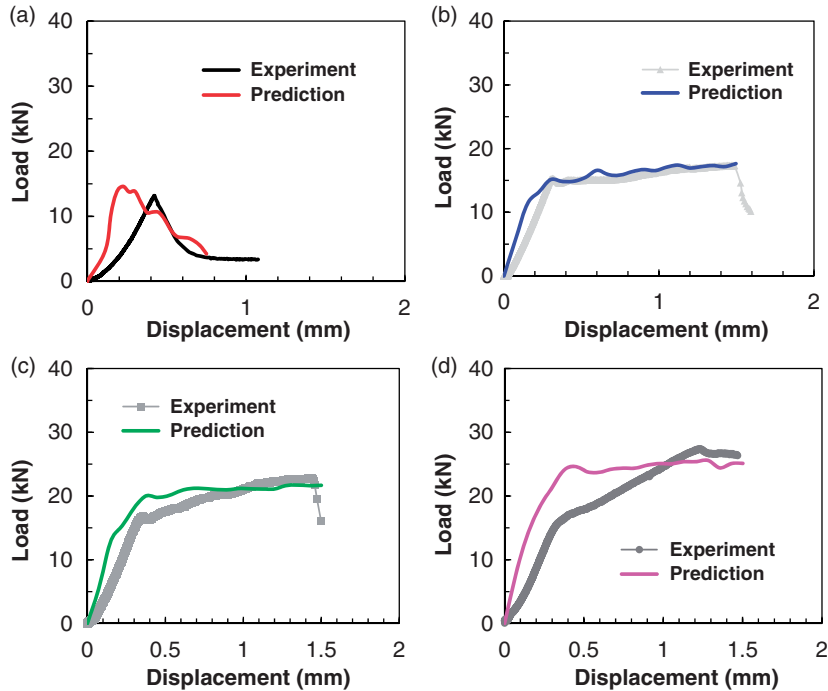 (a)
40
30
20
10
0
Load (kN)
Experiment
Prediction
0
1
2
Displacement (mm)
(b)
40
30
20
10
0
Load (kN)
Experiment
Prediction
0
1
2
Displacement (mm)
(c)
40
30
20
10
0
Load (kN)
Experiment
Prediction
0 0.5 1 1.5 2
Displacement (mm)
(d)
40
30
20
10
0
Load (kN)
Experiment
Prediction
0 0.5 1 1.5 2
Displacement (mm)